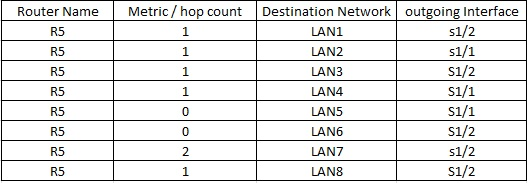 Router Name Metric / hop count Destination Network outgoing Interface
R5 1 LAN1 s1/2
R5 1 LAN2 s1/1
R5 1 LAN3 S1/2
R5 1 LAN4 S1/1
R5 0 LAN5 S1/1
R5 0 LAN6 S1/2
R5 2 LAN7 s1/2
R5 1 LAN8 S1/2